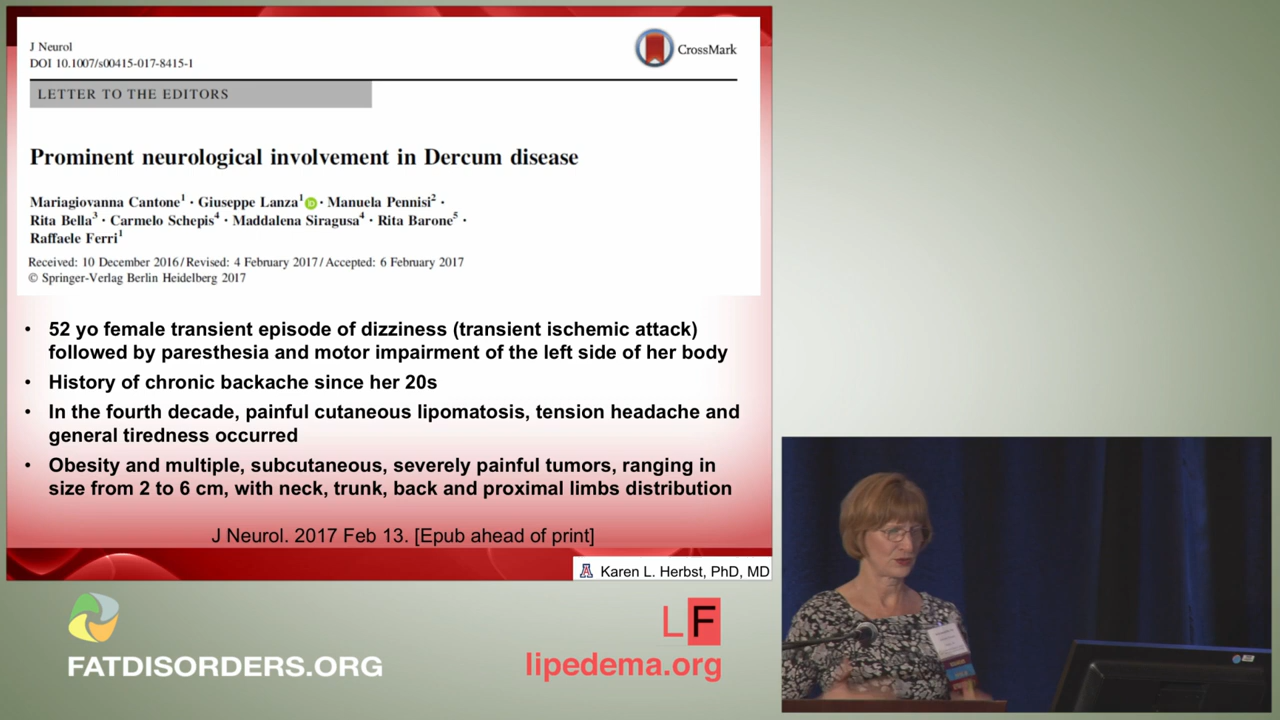 J Neurol
DOI 10.1007/s00415-017-8415-1
CrossMark
LETTER TO THE EDITORS
Prominent neurological involvement in Dercum disease
Mariagiovanna Cantone1 · Giuseppe Lanza1 iD · Manuela Pennisi2 ·
Rita Bella3 · Carmelo Schepis4 · Maddalena Siragusa4 · Rita Barone5 ·
Raffaele Ferri1
Received: 10 December 2016 / Revised: 4 February 2017 / Accepted: 6 February 2017
© Springer-Verlag Berlin Heidelberg 2017
• 52 yo female transient episode of dizziness (transient ischemic attack)
followed by paresthesia and motor impairment of the left side of her body
• History of chronic backache since her 20s
• In the fourth decade, painful cutaneous lipomatosis, tension headache and
general tiredness occurred
• Obesity and multiple, subcutaneous, severely painful tumors, ranging in
size from 2 to 6 cm, with neck, trunk, back and proximal limbs distribution
J Neurol. 2017 Feb 13. [Epub ahead of print]
A Karen L. Herbst, PhD, MD
FATDISORDERS.ORG
LF
lipedema.org